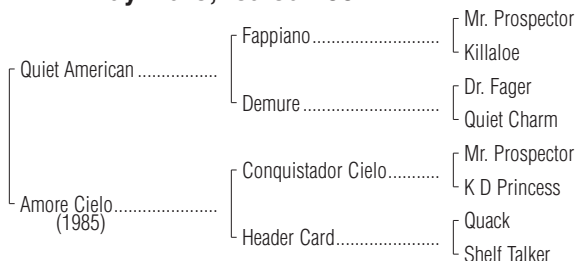 Mr. Prospector
Fappiano
Killaloe
Quiet American
Dr. Fager
Demure
Quiet Charm
Mr. Prospector
Conquistador Cielo
K D Princess
Amore Cielo
(1985)
Quack
Header Card
Shelf Talker